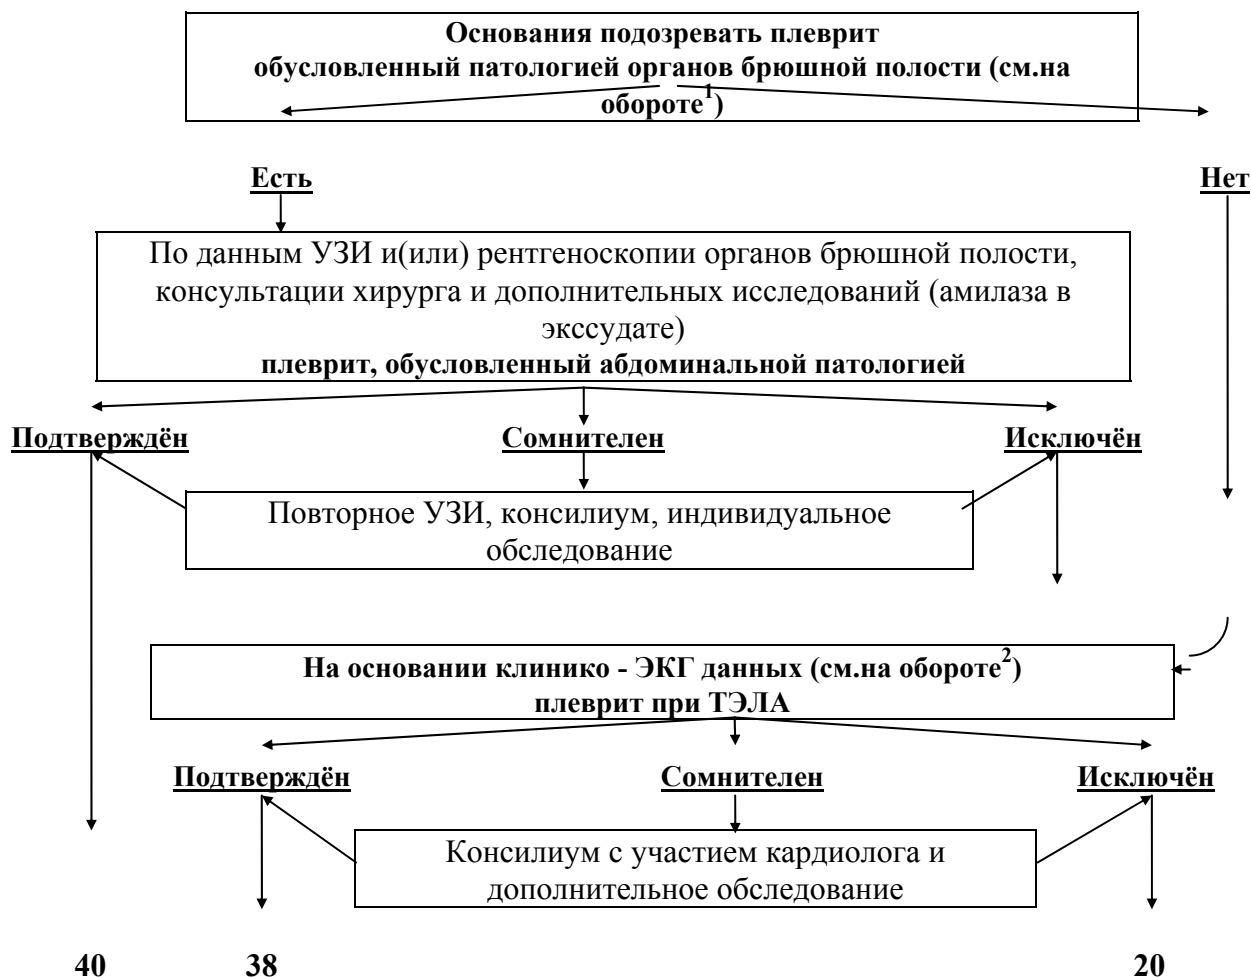 Основания подозревать плеврит
обусловленный патологией органов брюшной полости (см.на
обороте¹)
Есть
Нет
По данным УЗИ и(или) рентгеноскопии органов брюшной полости,
консультации хирурга и дополнительных исследований (амилаза в
экссудате)
плеврит, обусловленный абдоминальной патологией
Подтверждён
Сомнителен
Исключён
Повторное УЗИ, консилиум, индивидуальное
обследование
На основании клинико - ЭКГ данных (см.на обороте²)
плеврит при ТЭЛА
Подтверждён
Сомнителен
Исключён
Консилиум с участием кардиолога и
дополнительное обследование
40
38
20